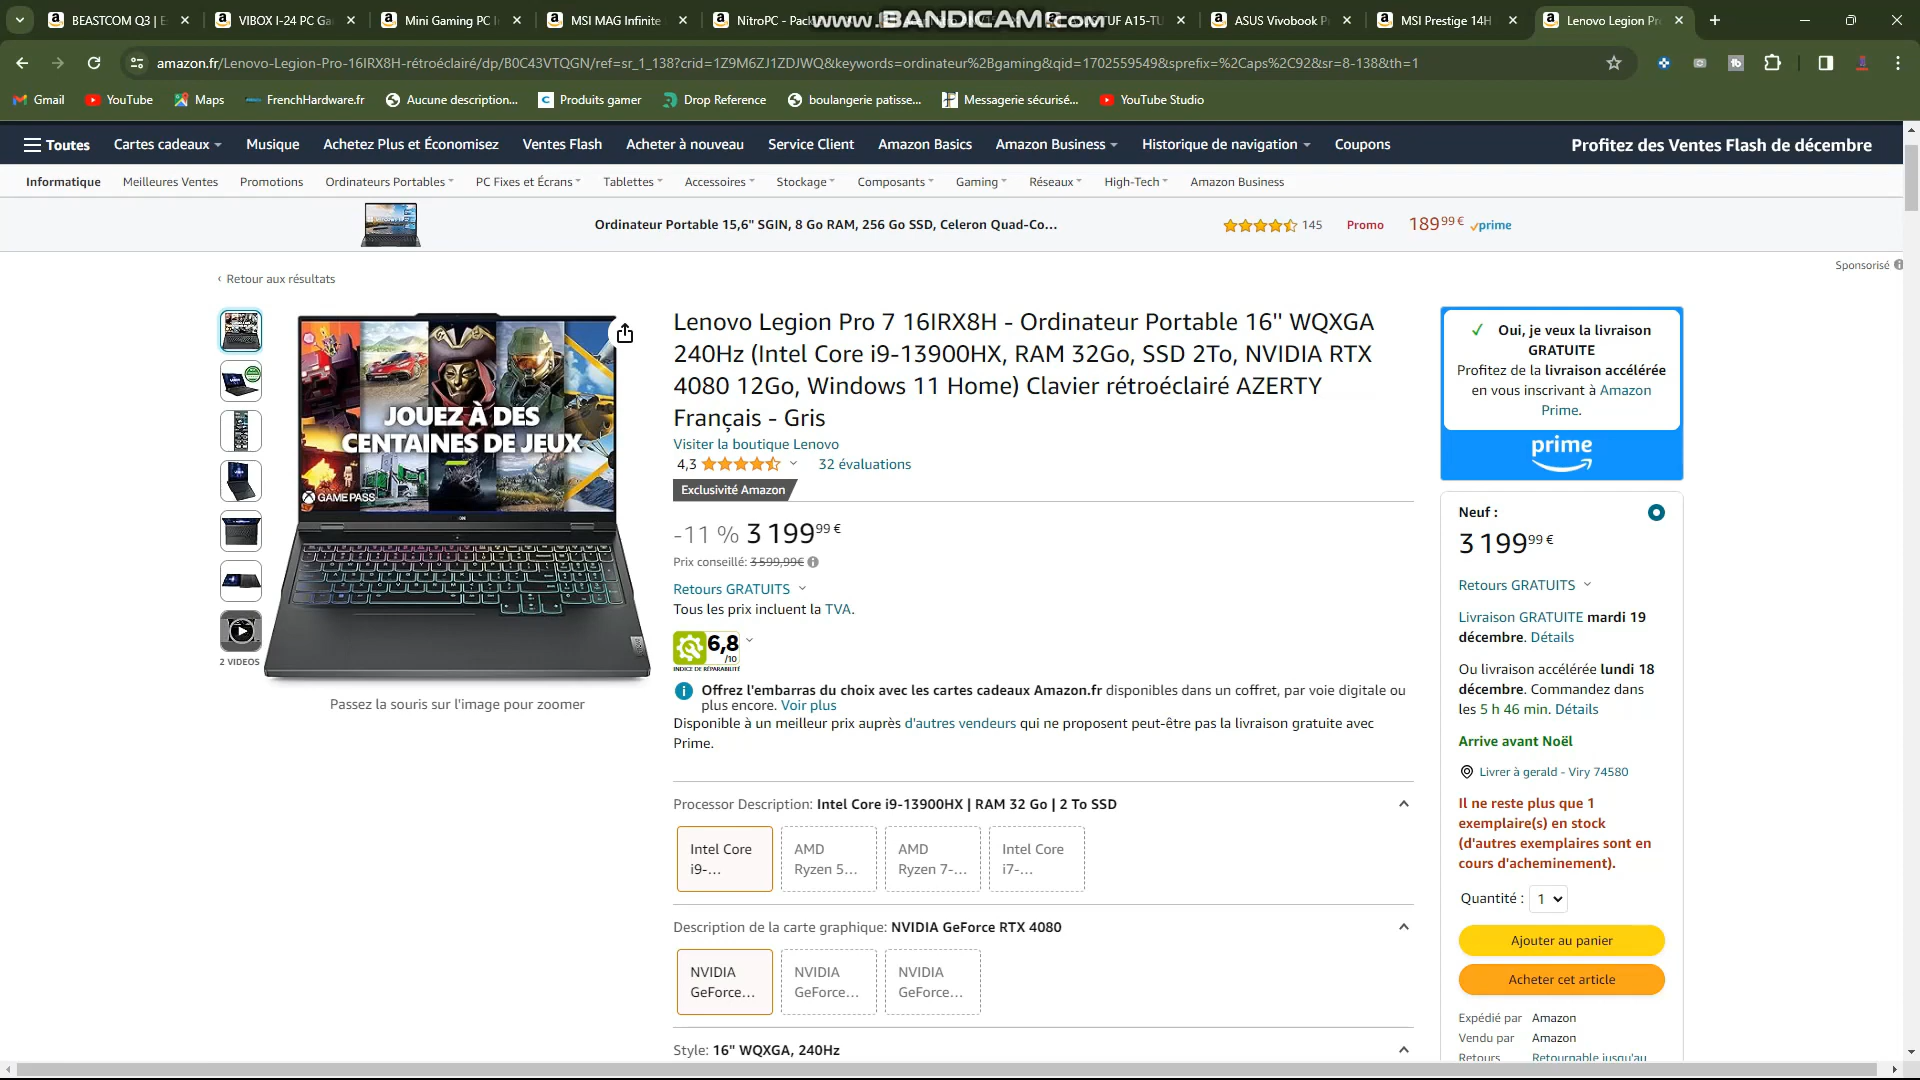 BEASTCOM Q3 | E
VIBOX I-24 PC Ga
Mini Gaming PC I
MSI MAG Infinite
NitroPC - Pack
www.BANDICAM.com
TUF A15-TU
ASUS Vivobook P
MSI Prestige 14H
Lenovo Legion Pr
amazon.fr/Lenovo-Legion-Pro-16IRX8H-rétroéclairé/dp/B0C43VTQGN/ref=sr_1_138?crid=1Z9M6ZJ1ZDJWQ&keywords=ordinateur%2Bgaming&qid=1702559549&sprefix=%2Caps%2C92&sr=8-138&th=1
Gmail
YouTube
Maps
FrenchHardware.fr
Aucune description...
Produits gamer
Drop Reference
boulangerie patisse...
Messagerie sécurisé...
YouTube Studio
Toutes
Cartes cadeaux
Musique
Achetez Plus et Économisez
Ventes Flash
Acheter à nouveau
Service Client
Amazon Basics
Amazon Business
Historique de navigation
Coupons
Profitez des Ventes Flash de décembre
Informatique
Meilleures Ventes
Promotions
Ordinateurs Portables
PC Fixes et Écrans
Tablettes
Accessoires
Stockage
Composants
Gaming
Réseaux
High-Tech
Amazon Business
Ordinateur Portable 15,6" SGIN, 8 Go RAM, 256 Go SSD, Celeron Quad-Co...
145
Promo
189,99 €
prime
Sponsorisé
‹ Retour aux résultats
JOUEZ À DES
CENTAINES DE JEUX
GAME PASS
2 VIDEOS
Passez la souris sur l'image pour zoomer
Lenovo Legion Pro 7 16IRX8H - Ordinateur Portable 16'' WQXGA
240Hz (Intel Core i9-13900HX, RAM 32Go, SSD 2To, NVIDIA RTX
4080 12Go, Windows 11 Home) Clavier rétroéclairé AZERTY
Français - Gris
Visiter la boutique Lenovo
4,3
32 évaluations
Exclusivité Amazon
-11 % 3 199 99 €
Prix conseillé: 3 599,99€
Retours GRATUITS
Tous les prix incluent la TVA.
6,8
/10
INDICE DE RÉPARABILITÉ
Offrez l'embarras du choix avec les cartes cadeaux Amazon.fr disponibles dans un coffret, par voie digitale ou
plus encore. Voir plus
Disponible à un meilleur prix auprès d'autres vendeurs qui ne proposent peut-être pas la livraison gratuite avec
Prime.
Processor Description: Intel Core i9-13900HX | RAM 32 Go | 2 To SSD
Intel Core
i9-...
AMD
Ryzen 5...
AMD
Ryzen 7-...
Intel Core
i7-...
Description de la carte graphique: NVIDIA GeForce RTX 4080
NVIDIA
GeForce...
NVIDIA
GeForce...
NVIDIA
GeForce...
Style: 16" WQXGA, 240Hz
Oui, je veux la livraison
GRATUITE
Profitez de la livraison accélérée
en vous inscrivant à Amazon
Prime.
prime
Neuf :
3 199 99 €
Retours GRATUITS
Livraison GRATUITE mardi 19
décembre. Détails
Ou livraison accélérée lundi 18
décembre. Commandez dans
les 5 h 46 min. Détails
Arrive avant Noël
Livrer à gerald - Viry 74580
Il ne reste plus que 1
exemplaire(s) en stock
(d'autres exemplaires sont en
cours d'acheminement).
Quantité : 1
Ajouter au panier
Acheter cet article
Expédié par Amazon
Vendu par Amazon
Retours Retournable jusqu'au